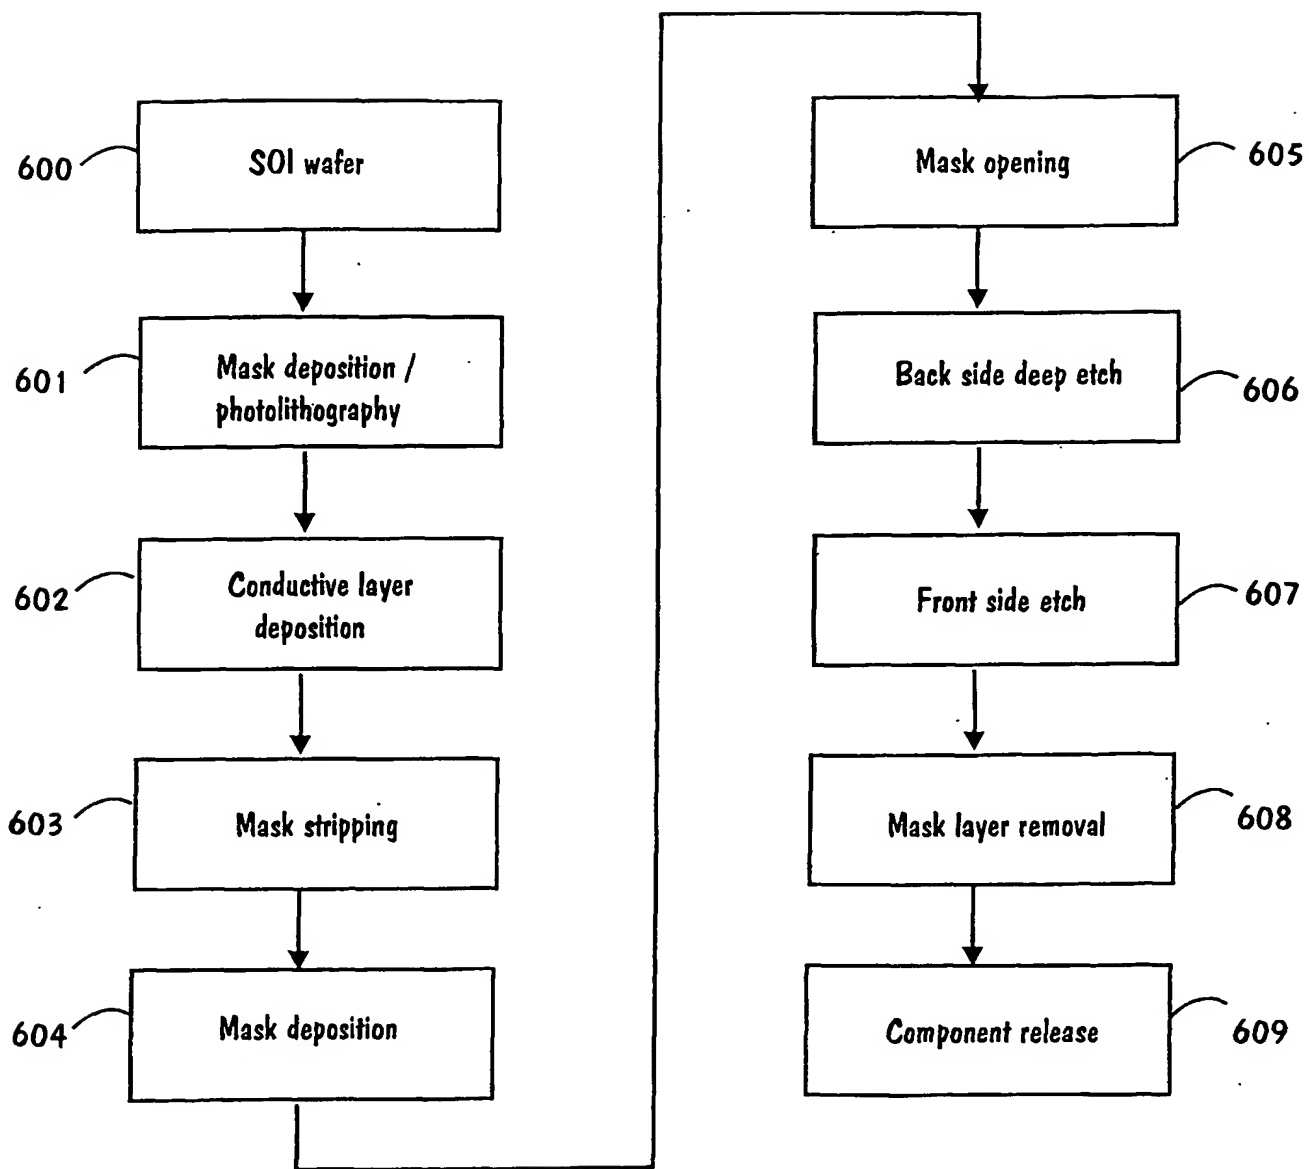 600
SOI wafer
601
Mask deposition /
photolithography
602
Conductive layer
deposition
603
Mask stripping
604
Mask deposition
Mask opening
605
Back side deep etch
606
Front side etch
607
Mask layer removal
608
Component release
609